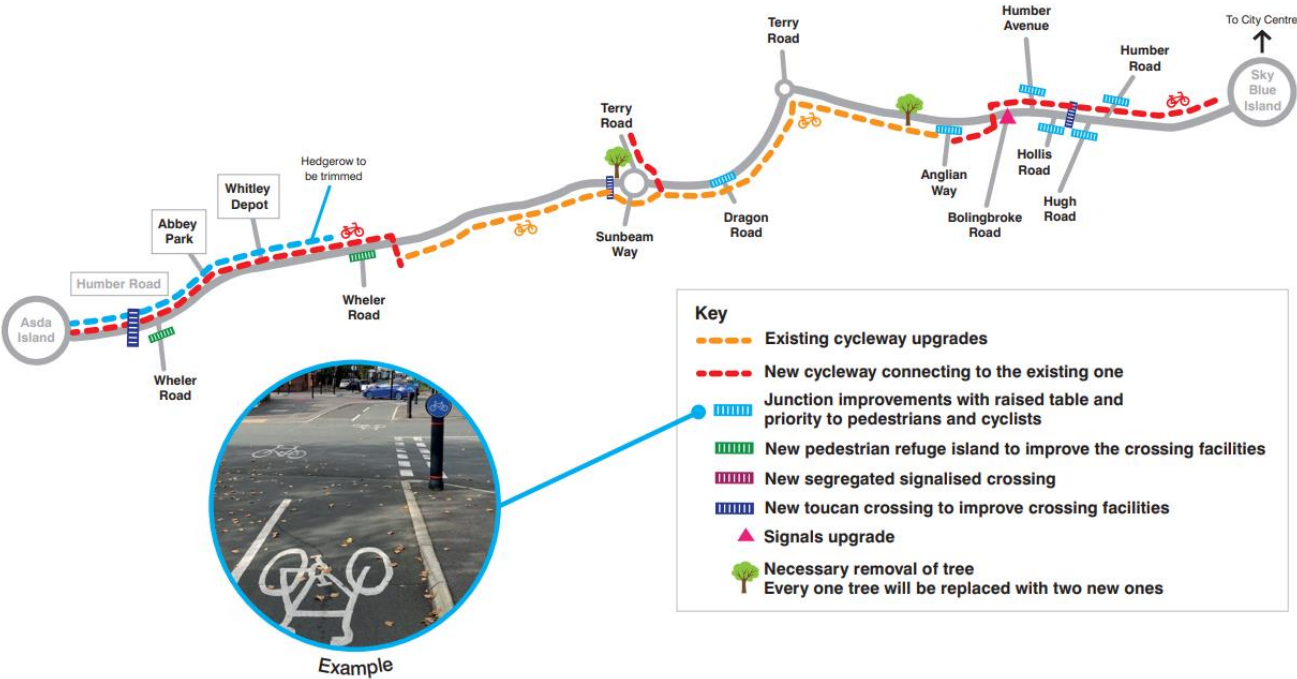 To City Centre
Humber
Avenue
Terry
Road
Humber
Road
Sky
Blue
Island
Terry
Road
Hedgerow to
be trimmed
Whitley
Depot
Abbey
Park
Anglian
Way
Hollis
Road
Hugh
Road
Bolingbroke
Road
Dragon
Road
Sunbeam
Way
Humber Road
Wheler
Road
Asda
Island
Wheler
Road
Key
Existing cycleway upgrades
New cycleway connecting to the existing one
Junction improvements with raised table and
priority to pedestrians and cyclists
New pedestrian refuge island to improve the crossing facilities
New segregated signalised crossing
New toucan crossing to improve crossing facilities
Signals upgrade
Necessary removal of tree
Every one tree will be replaced with two new ones
Example